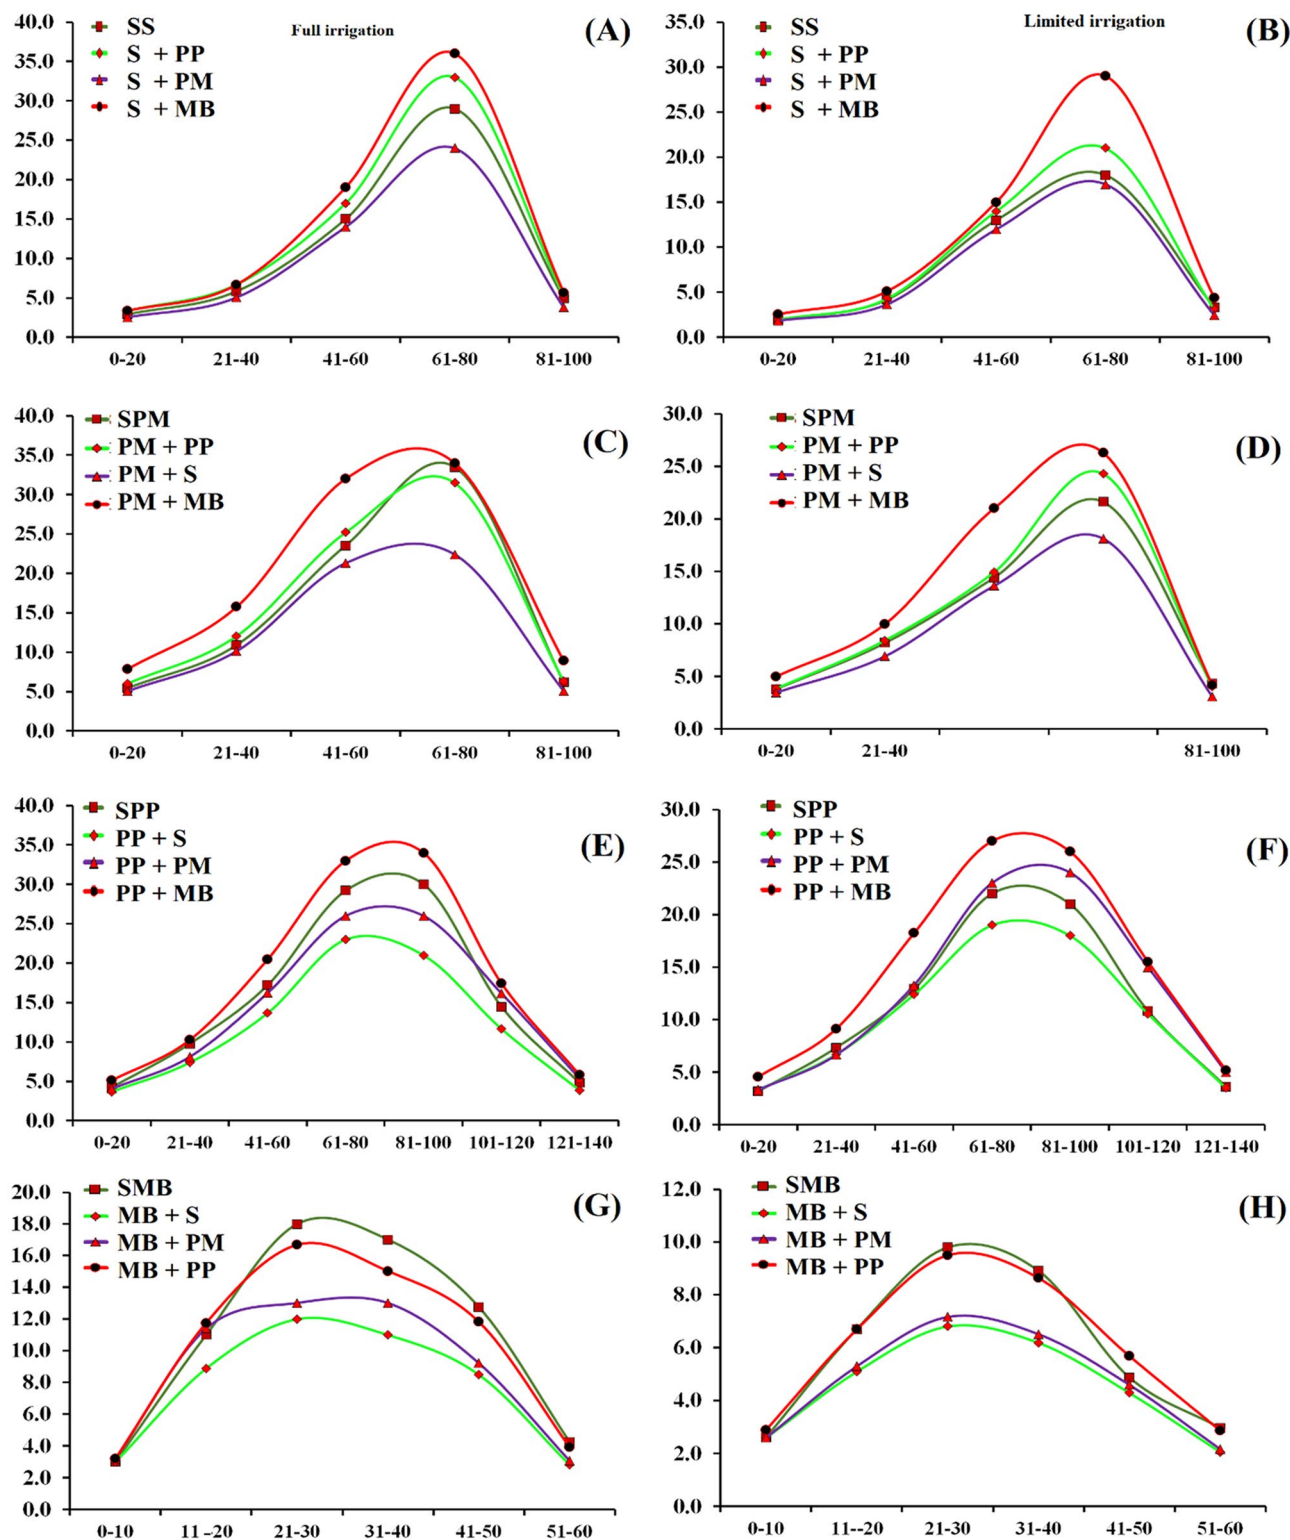 Full irrigation
(A)
SS
S + PP
S + PM
S + MB
40.0
35.0
30.0
25.0
20.0
15.0
10.0
5.0
0.0
0-20 21-40 41-60 61-80 81-100
Limited irrigation
(B)
SS
S + PP
S + PM
S + MB
35.0
30.0
25.0
20.0
15.0
10.0
5.0
0.0
0-20 21-40 41-60 61-80 81-100
(C)
SPM
PM + PP
PM + S
PM + MB
40.0
35.0
30.0
25.0
20.0
15.0
10.0
5.0
0.0
0-20 21-40 41-60 61-80 81-100
(D)
SPM
PM + PP
PM + S
PM + MB
30.0
25.0
20.0
15.0
10.0
5.0
0.0
0-20 21-40 81-100
(E)
SPP
PP + S
PP + PM
PP + MB
40.0
35.0
30.0
25.0
20.0
15.0
10.0
5.0
0.0
0-20 21-40 41-60 61-80 81-100 101-120 121-140
(F)
SPP
PP + S
PP + PM
PP + MB
30.0
25.0
20.0
15.0
10.0
5.0
0.0
0-20 21-40 41-60 61-80 81-100 101-120 121-140
(G)
SMB
MB + S
MB + PM
MB + PP
20.0
18.0
16.0
14.0
12.0
10.0
8.0
6.0
4.0
2.0
0.0
0-10 11-20 21-30 31-40 41-50 51-60
(H)
SMB
MB + S
MB + PM
MB + PP
12.0
10.0
8.0
6.0
4.0
2.0
0.0
0-10 11-20 21-30 31-40 41-50 51-60